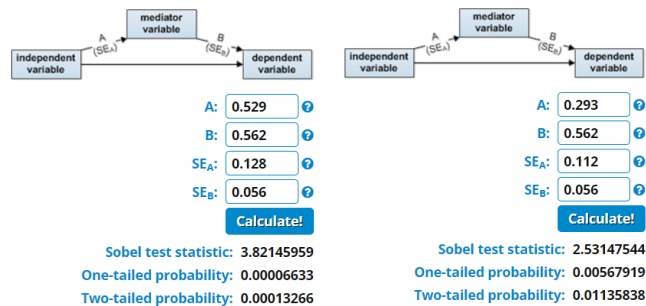 mediator
variable
A
(SEA)
B
(SEB)
independent
variable
dependent
variable
A: 0.529 ?
B: 0.562 ?
SEA: 0.128 ?
SEB: 0.056 ?
Calculate!
Sobel test statistic: 3.82145959
One-tailed probability: 0.00006633
Two-tailed probability: 0.00013266
mediator
variable
A
(SEA)
B
(SEB)
independent
variable
dependent
variable
A: 0.293 ?
B: 0.562 ?
SEA: 0.112 ?
SEB: 0.056 ?
Calculate!
Sobel test statistic: 2.53147544
One-tailed probability: 0.00567919
Two-tailed probability: 0.01135838